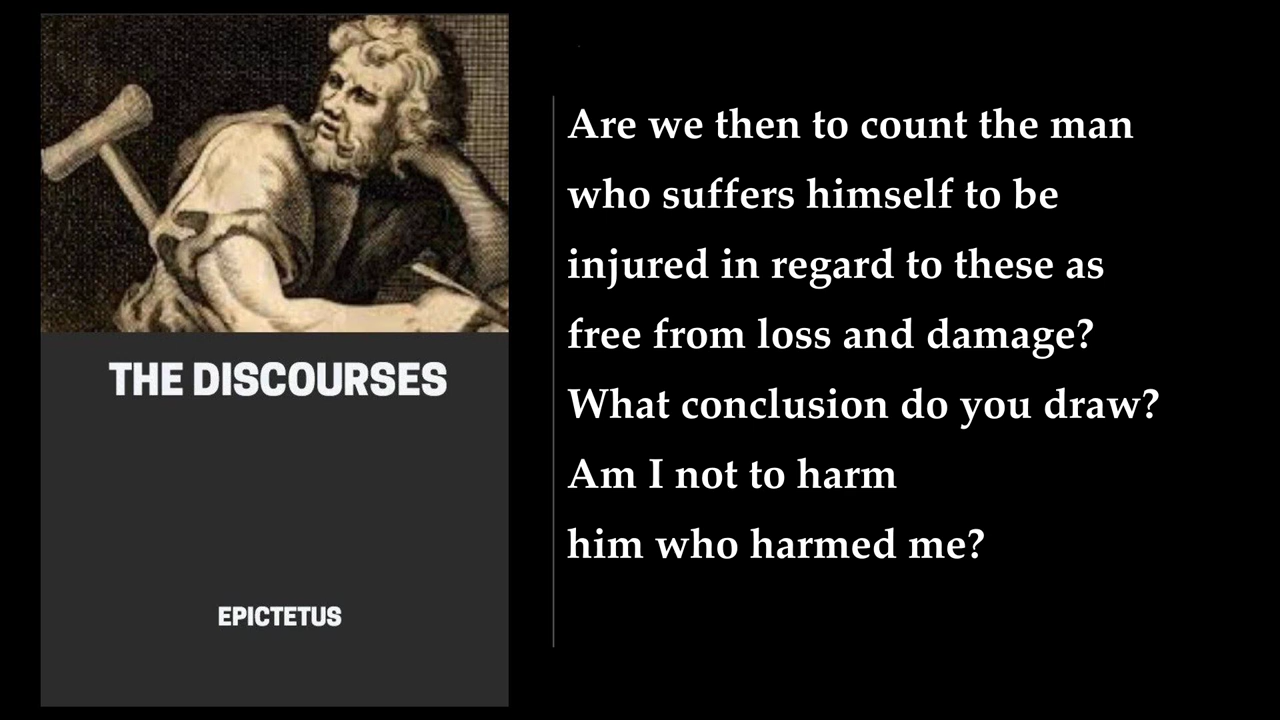 THE DISCOURSES
EPICTETUS
Are we then to count the man
who suffers himself to be
injured in regard to these as
free from loss and damage?
What conclusion do you draw?
Am I not to harm
him who harmed me?